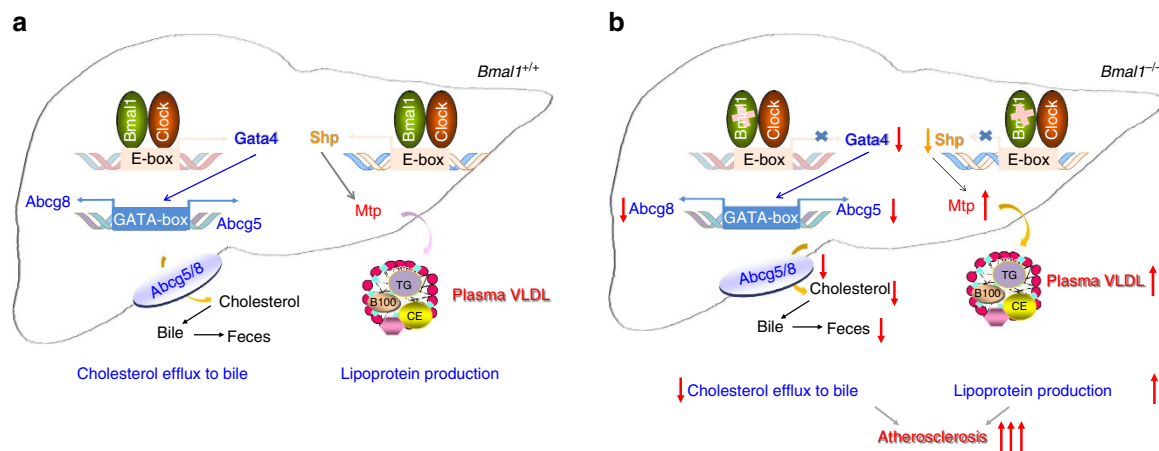 a
Bmal1+/+
Bmal1
Clock
E-box
Gata4
Shp
Bmal1
Clock
E-box
Abcg8
GATA-box
Abcg5
Mtp
Abcg5/8
Cholesterol
Bile
Feces
TG
B100
CE
Plasma VLDL
Cholesterol efflux to bile
Lipoprotein production
b
Bmal1–/–
Bmal1
Clock
E-box
Gata4
Shp
Bmal1
Clock
E-box
Abcg8
GATA-box
Abcg5
Mtp
Abcg5/8
Cholesterol
Bile
Feces
TG
B100
CE
Plasma VLDL
Cholesterol efflux to bile
Lipoprotein production
Atherosclerosis